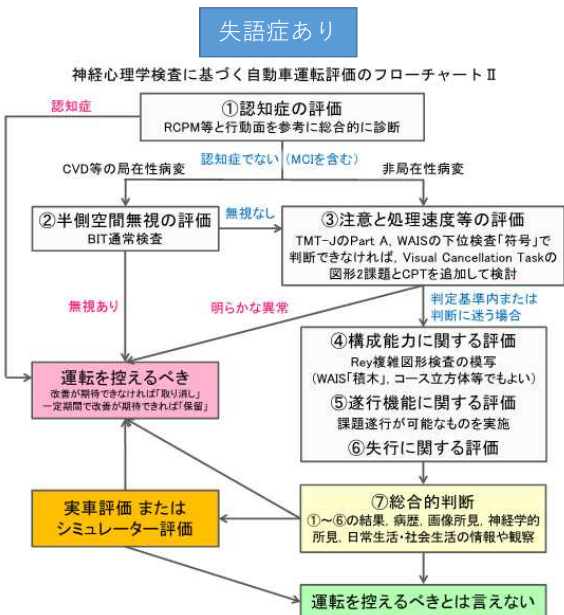 失語症あり
神経心理学検査に基づく自動車運転評価のフローチャートⅡ
認知症
①認知症の評価
RCPM等と行動面を参考に総合的に診断
認知症でない（MCIを含む）
CVD等の局在性病変
非局在性病変
②半側空間無視の評価
BIT通常検査
無視なし
③注意と処理速度等の評価
TMT-JのPart A, WAISの下位検査「符号」で
判断できなければ, Visual Cancellation Taskの
図形2課題とCPTを追加して検討
無視あり
明らかな異常
判定基準内または
判断に迷う場合
④構成能力に関する評価
Rey複雑図形検査の模写
(WAIS「積木」, コース立方体等でもよい)
⑤遂行機能に関する評価
課題遂行が可能なものを実施
⑥失行に関する評価
運転を控えるべき
改善が期待できなければ「取り消し」
一定期間で改善が期待できれば「保留」
実車評価 または
シミュレーター評価
⑦総合的判断
①～⑥の結果, 病歴, 画像所見, 神経学的
所見, 日常生活・社会生活の情報や観察
運転を控えるべきとは言えない